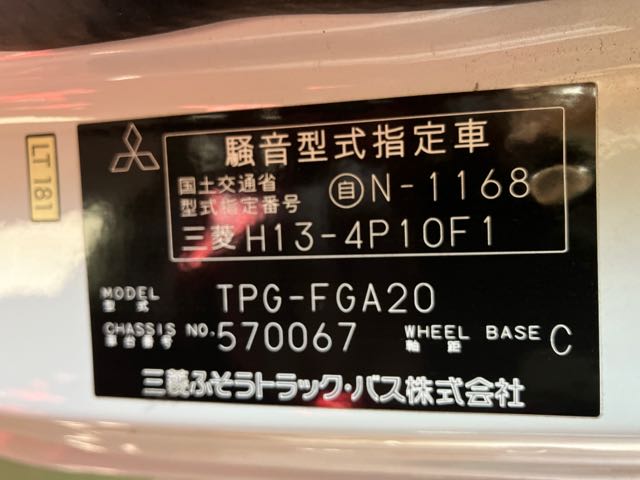 LT 181
騒音型式指定車
国土交通省
型式指定番号
自 N-1168
三菱 H13-4P10F1
MODEL
型式
TPG-FGA20
CHASSIS NO.
車台番号
570067
WHEEL BASE
軸距
C
三菱ふそうトラック・バス株式会社